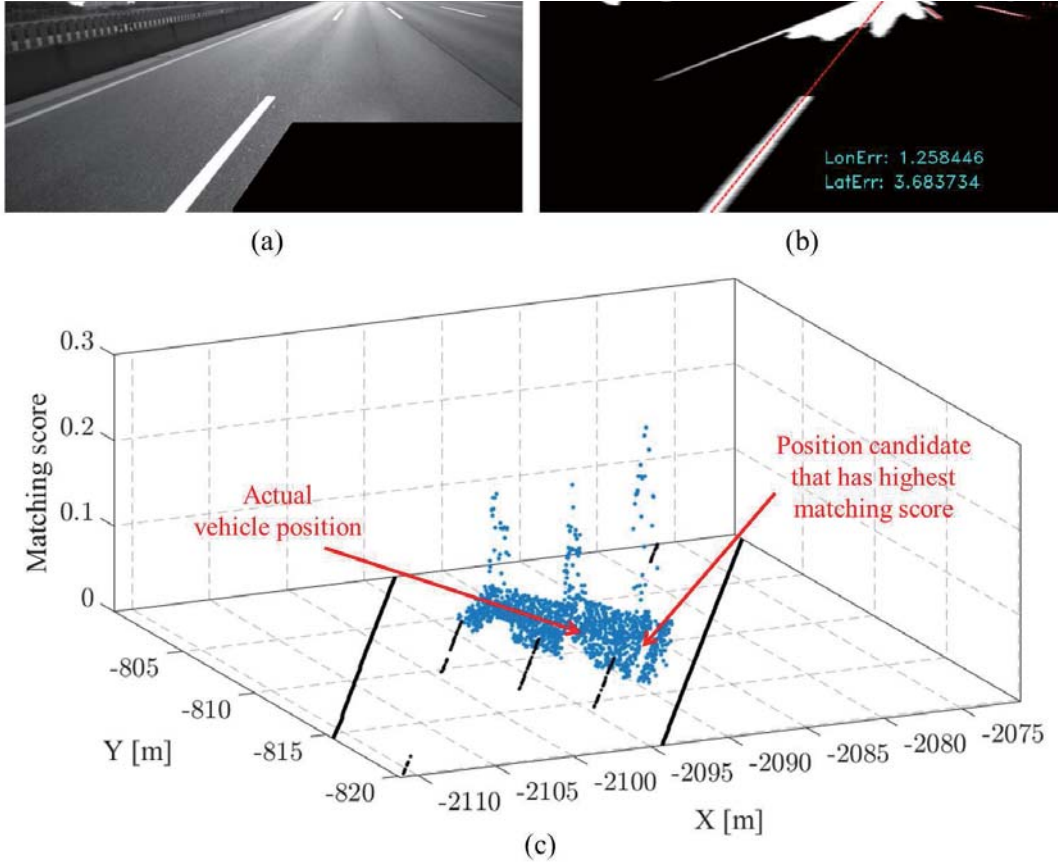 LonErr: 1.258446
LatErr: 3.683734
(a)
(b)
0.3
0.2
0.1
0
Matching score
Actual
vehicle position
Position candidate
that has highest
matching score
-805
-810
-815
-820
Y [m]
-2110
-2105
-2100
-2095
-2090
-2085
-2080
-2075
X [m]
(c)